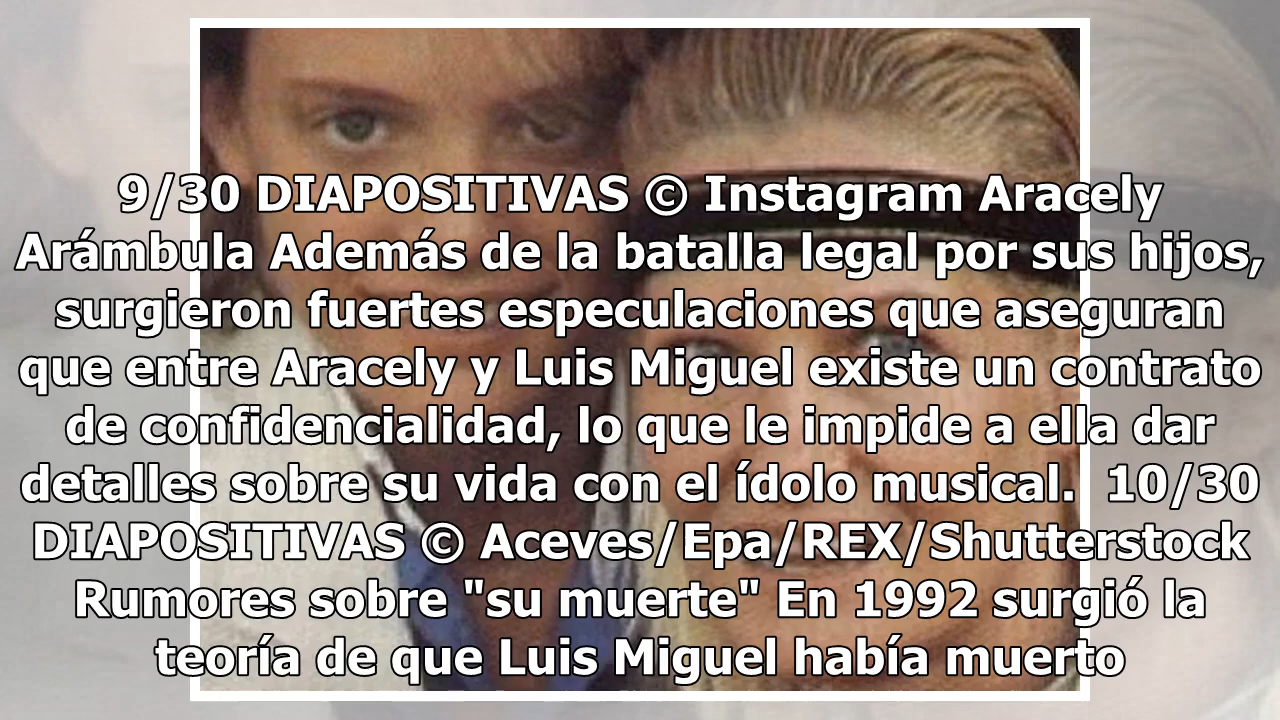 9/30 DIAPOSITIVAS © Instagram Aracely
Arámbula Además de la batalla legal por sus hijos,
surgieron fuertes especulaciones que aseguran
que entre Aracely y Luis Miguel existe un contrato
de confidencialidad, lo que le impide a ella dar
detalles sobre su vida con el ídolo musical.  10/30
DIAPOSITIVAS © Aceves/Epa/REX/Shutterstock
Rumores sobre "su muerte" En 1992 surgió la
teoría de que Luis Miguel había muerto